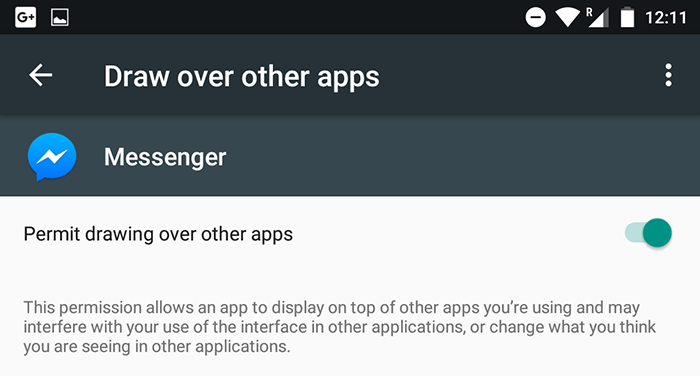 G+
R
12:11
Draw over other apps
Messenger
Permit drawing over other apps
This permission allows an app to display on top of other apps you're using and may
interfere with your use of the interface in other applications, or change what you think
you are seeing in other applications.